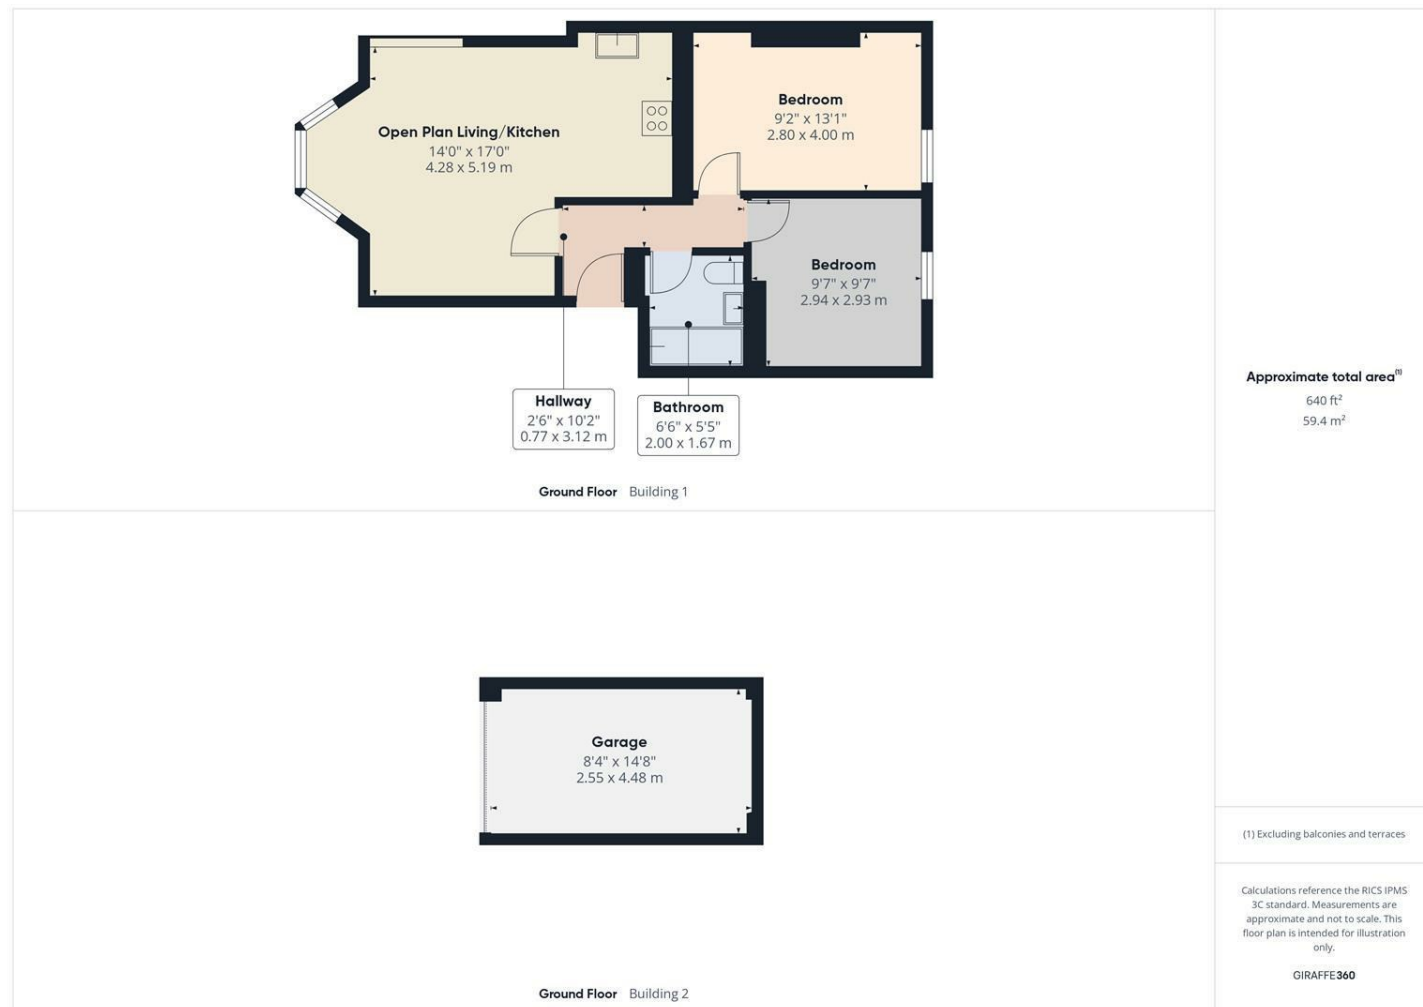 Open Plan Living/Kitchen
14'0" x 17'0"
4.28 x 5.19 m
Bedroom
9'2" x 13'1"
2.80 x 4.00 m
Bedroom
9'7" x 9'7"
2.94 x 2.93 m
Hallway
2'6" x 10'2"
0.77 x 3.12 m
Bathroom
6'6" x 5'5"
2.00 x 1.67 m
Ground Floor Building 1
Garage
8'4" x 14'8"
2.55 x 4.48 m
Ground Floor Building 2
Approximate total area(1)
640 ft²
59.4 m²
(1) Excluding balconies and terraces
Calculations reference the RICS IPMS
3C standard. Measurements are
approximate and not to scale. This
floor plan is intended for illustration
only.
GIRAFFE360